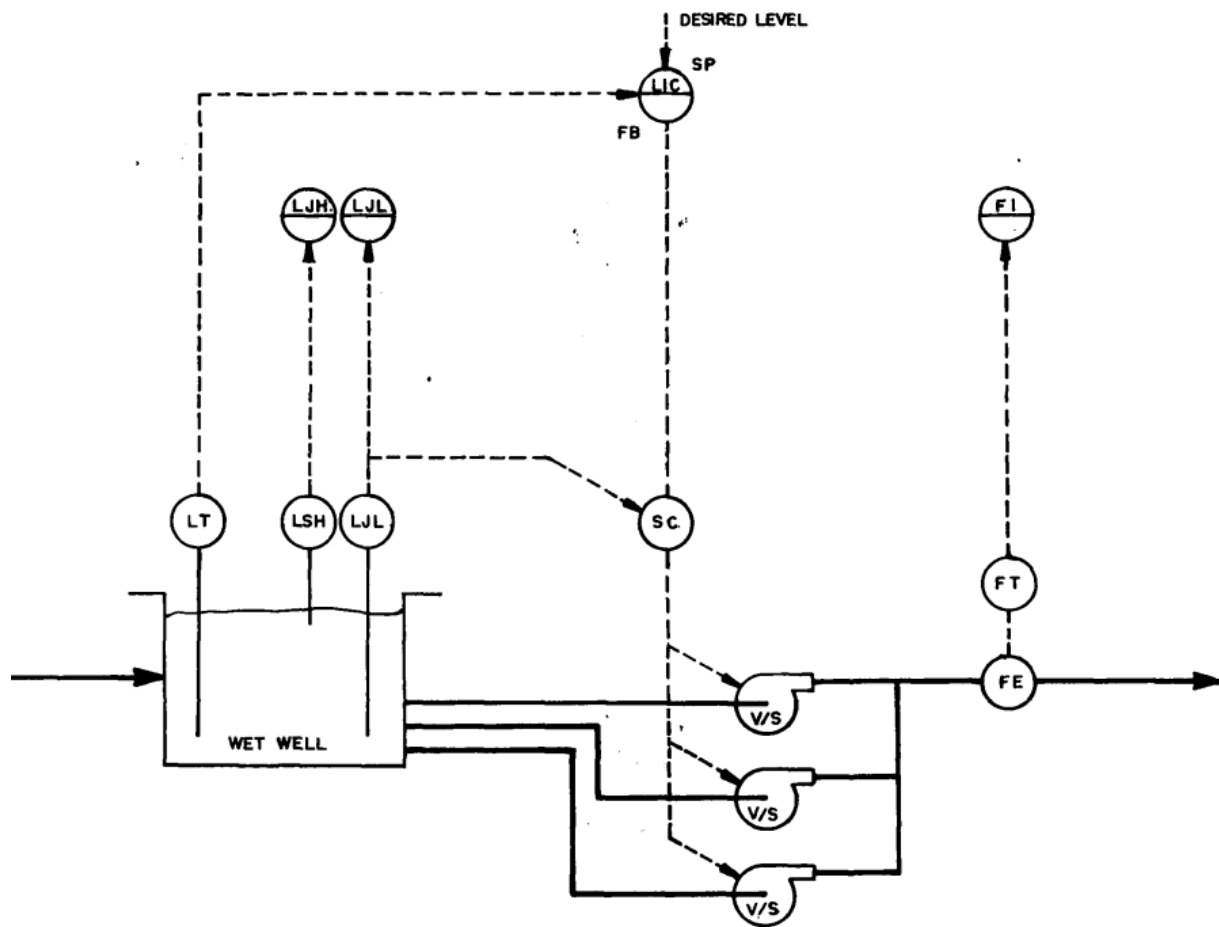 DESIRED LEVEL
SP
LIC
FB
LJH.
LJL
FI
LT
LSH
LJL.
SC.
FT
FE
V/S
WET WELL
V/S
V/S